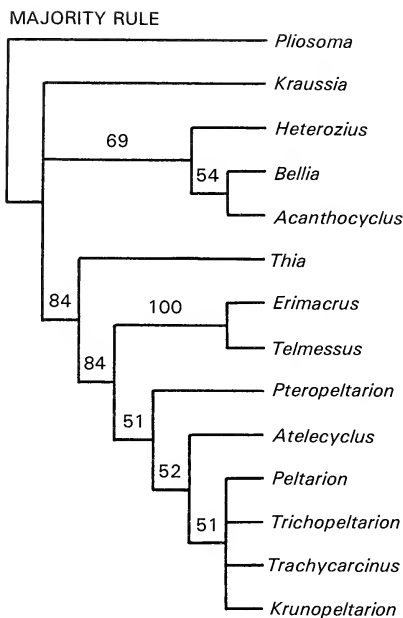 MAJORITY RULE
Pliosoma
Kraussia
Heterozius
69
Bellia
54
Acanthocyclus
Thia
84
Erimacrus
100
Telmessus
84
Pteropeltarion
51
Atelecyclus
52
Peltarion
51
Trichopeltarion
Trachycarcinus
Krunopeltarion